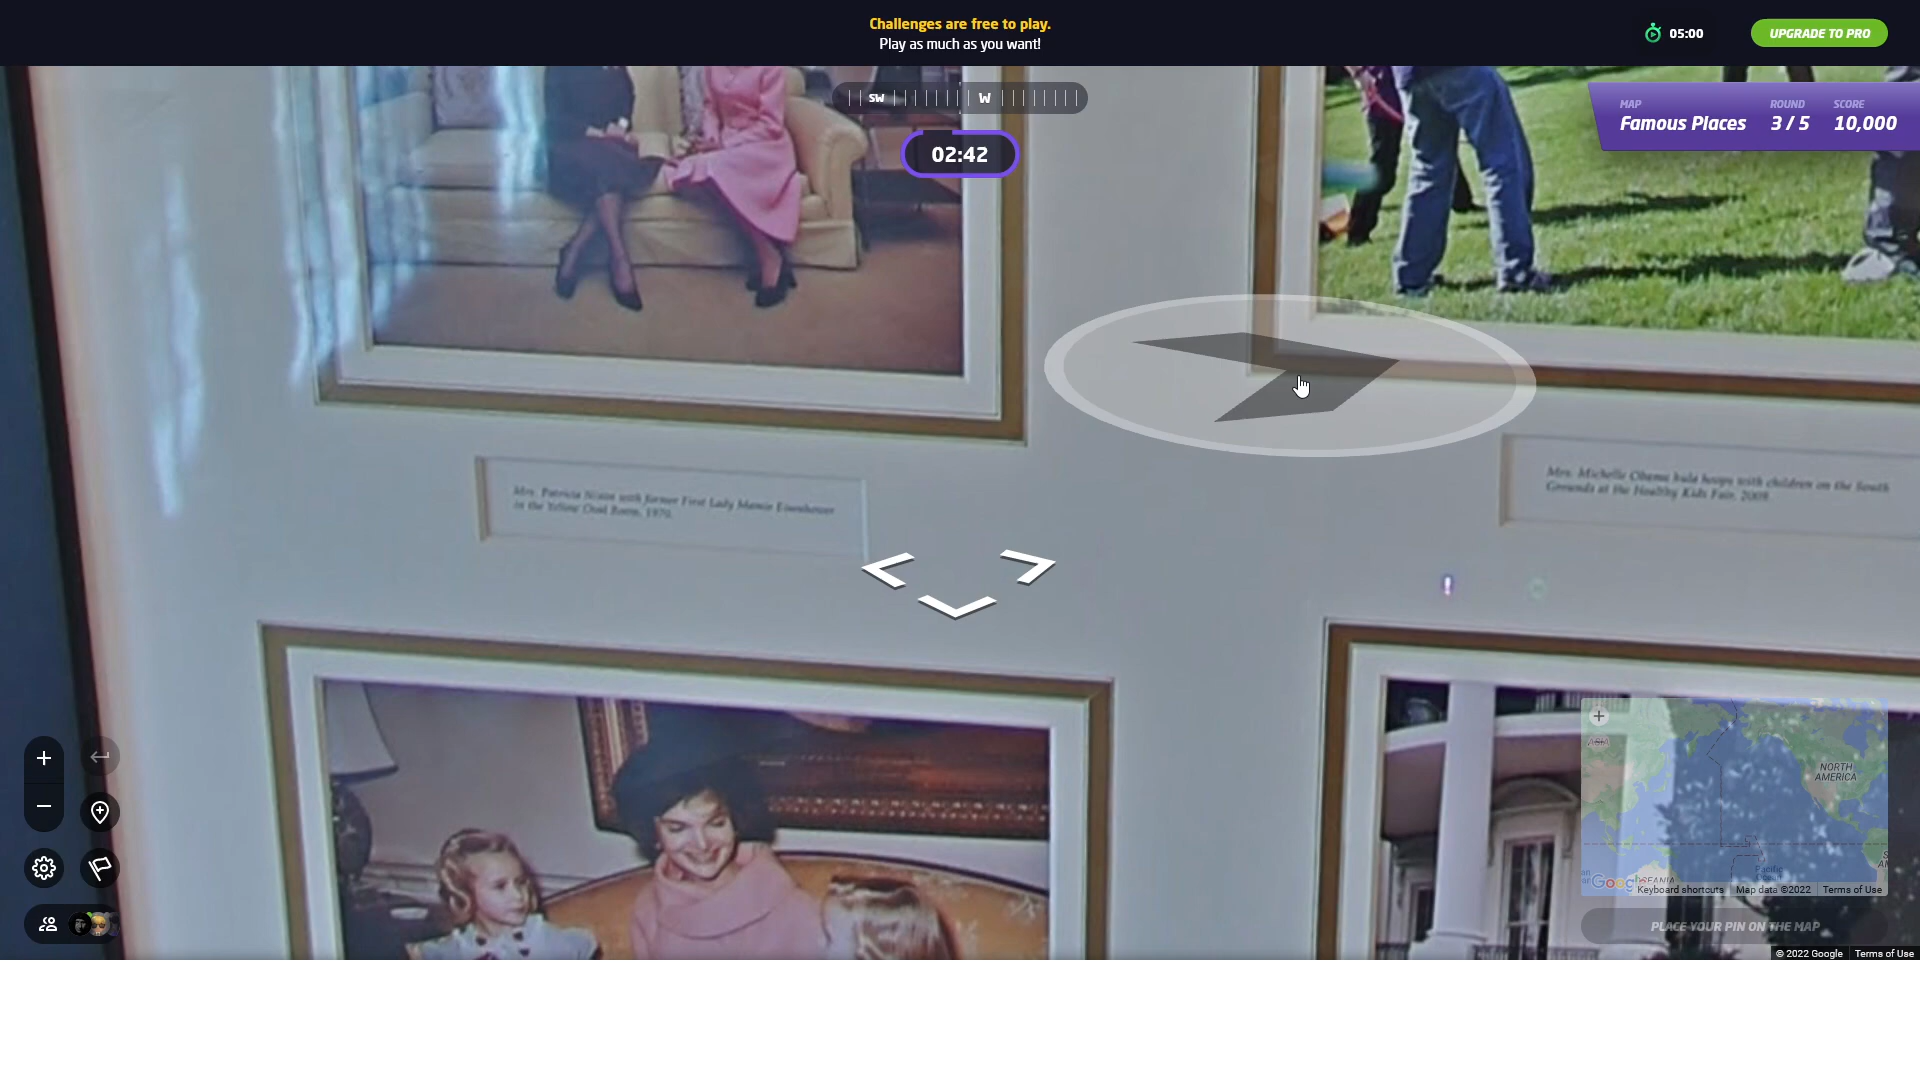 Challenges are free to play.
Play as much as you want!
05:00
UPGRADE TO PRO
SW
W
02:42
MAP
Famous Places
ROUND
3 / 5
SCORE
10,000
Mrs. Patricia Nixon with former First Lady Mamie Eisenhower
in the Yellow Oval Room, 1970.
Mrs. Michelle Obama hula hoops with children on the South
Grounds at the Healthy Kids Fair, 2009.
ASIA
NORTH
AMERICA
Pacific
Google
Keyboard shortcuts
Map data ©2022
Terms of Use
PLACE YOUR PIN ON THE MAP
© 2022 Google
Terms of Use